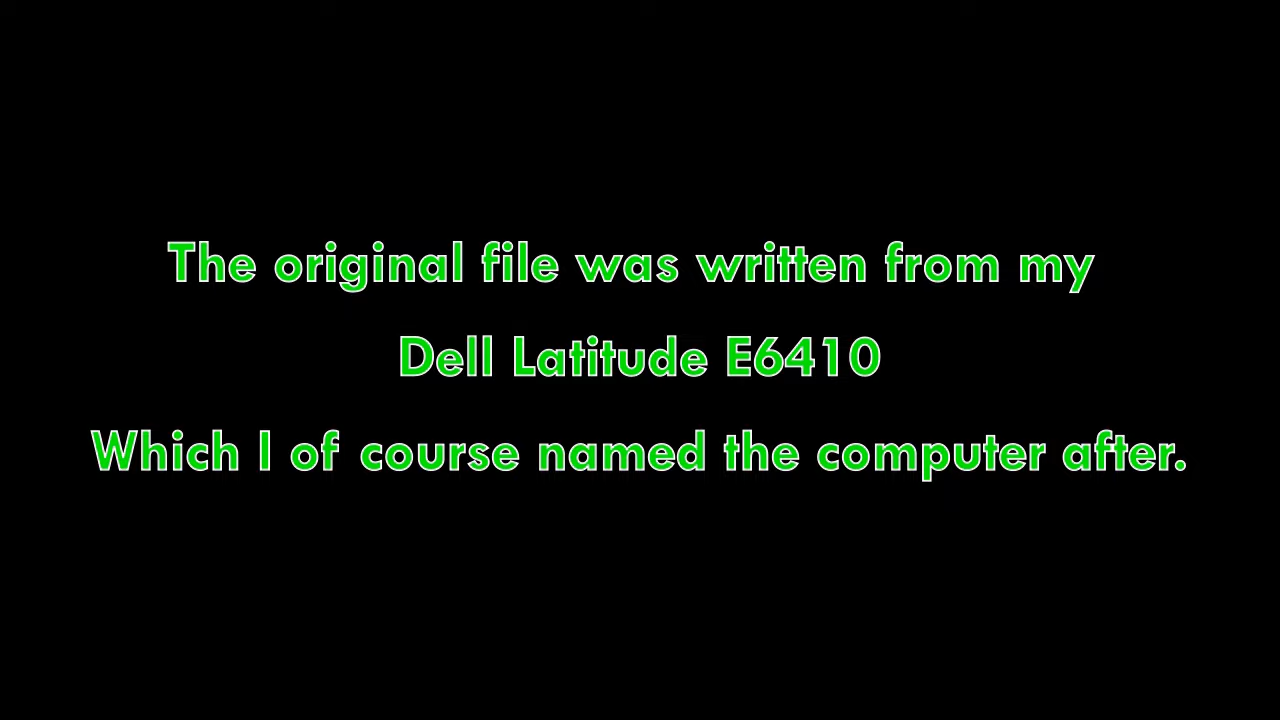 The original file was written from my
Dell Latitude E6410
Which I of course named the computer after.